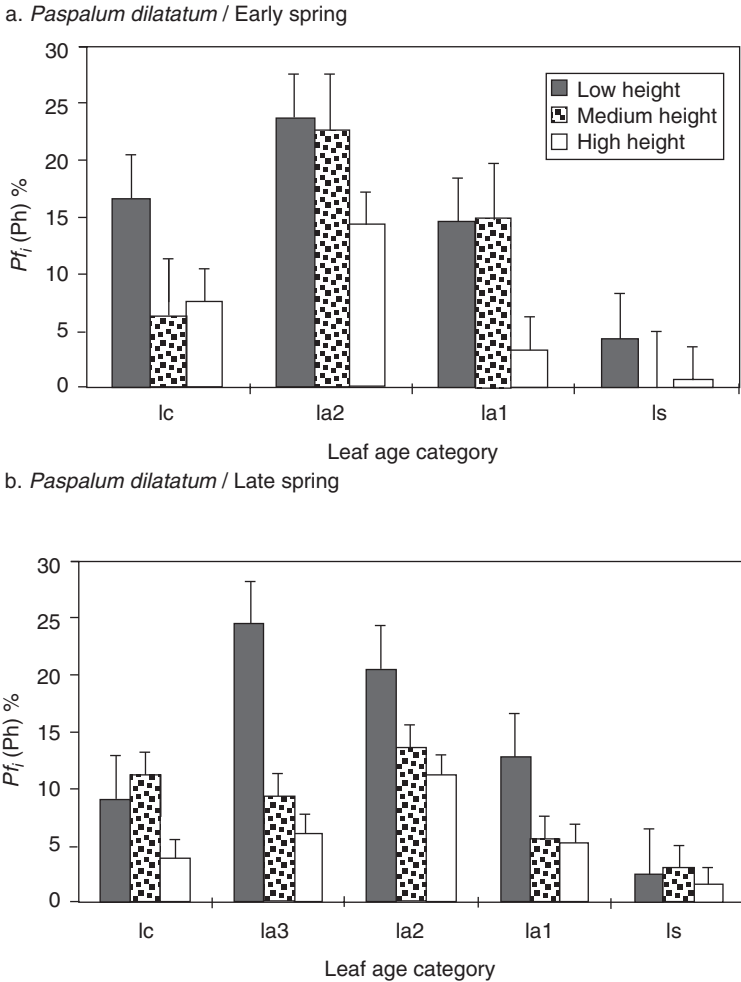 a. Paspalum dilatatum / Early spring
30
25
20
15
10
5
0
Pfi (Ph) %
Low height
Medium height
High height
lc
la2
la1
ls
Leaf age category
b. Paspalum dilatatum / Late spring
30
25
20
15
10
5
0
Pfi (Ph) %
lc
la3
la2
la1
ls
Leaf age category